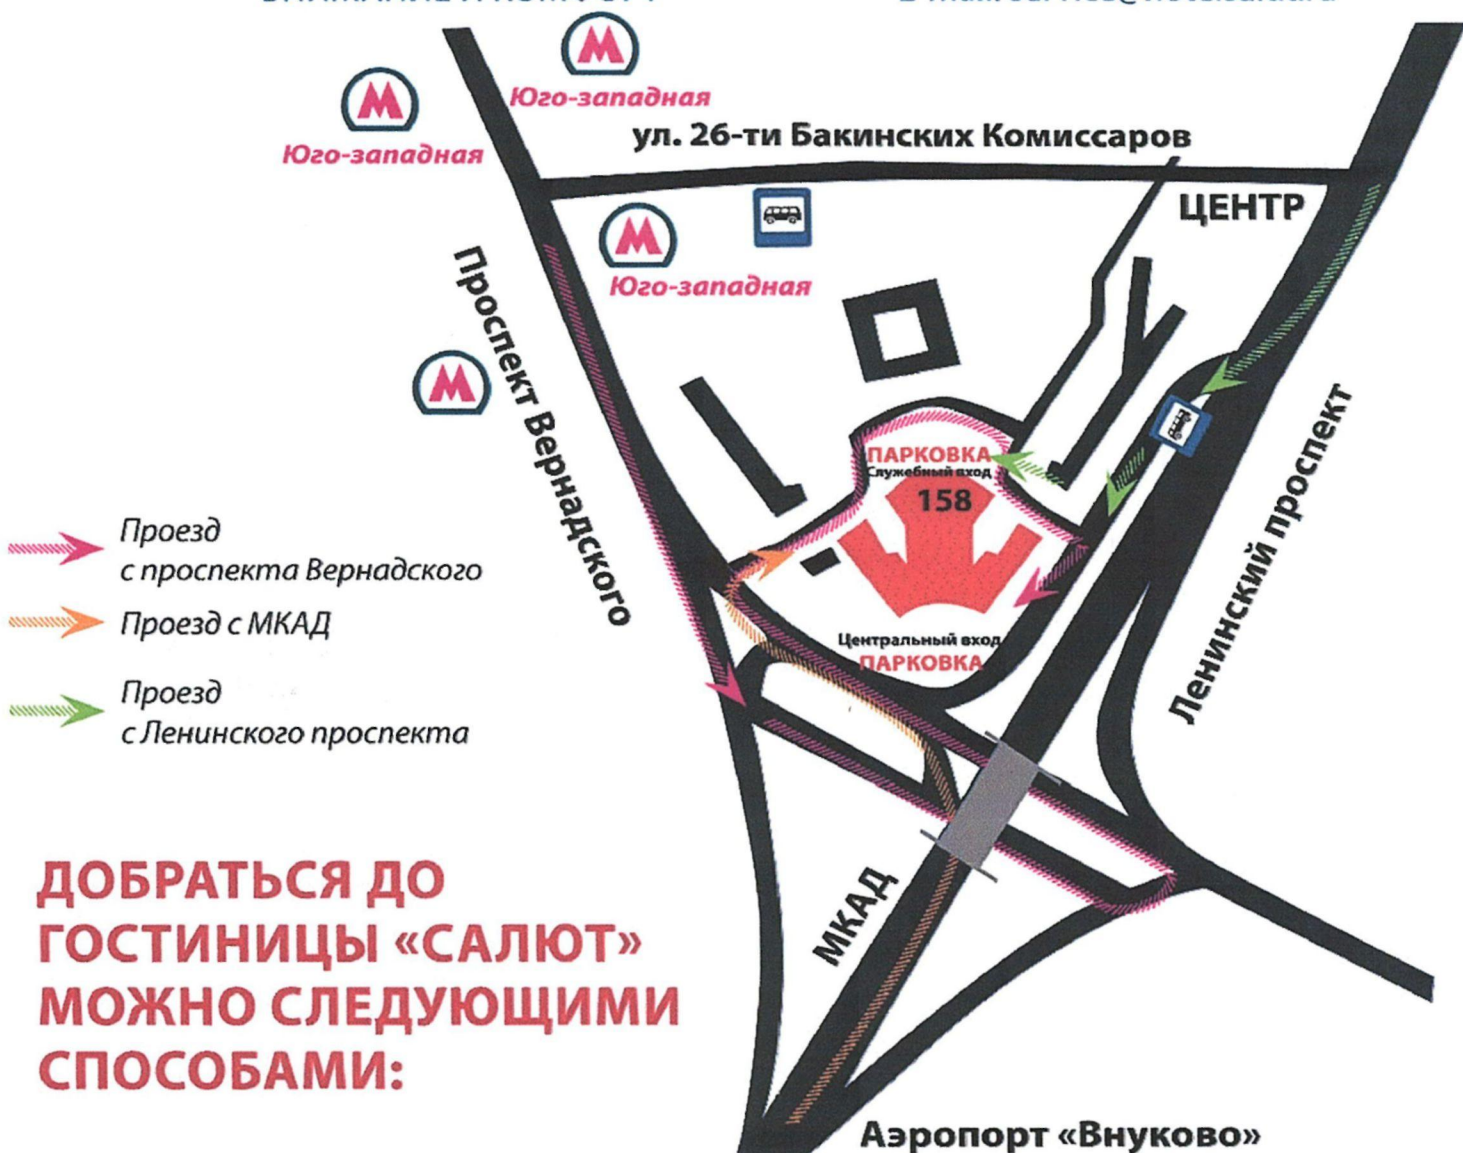 М
Юго-западная
М
Юго-западная
ул. 26-ти Бакинских Комиссаров
ЦЕНТР
М
Юго-западная
М
Проспект Вернадского
Ленинский проспект
ПАРКОВКА
Служебный вход
158
Центральный вход
ПАРКОВКА
Проезд
с проспекта Вернадского
Проезд с МКАД
Проезд
с Ленинского проспекта
МКАД
ДОБРАТЬСЯ ДО
ГОСТИНИЦЫ «САЛЮТ»
МОЖНО СЛЕДУЮЩИМИ
СПОСОБАМИ:
Аэропорт «Внуково»